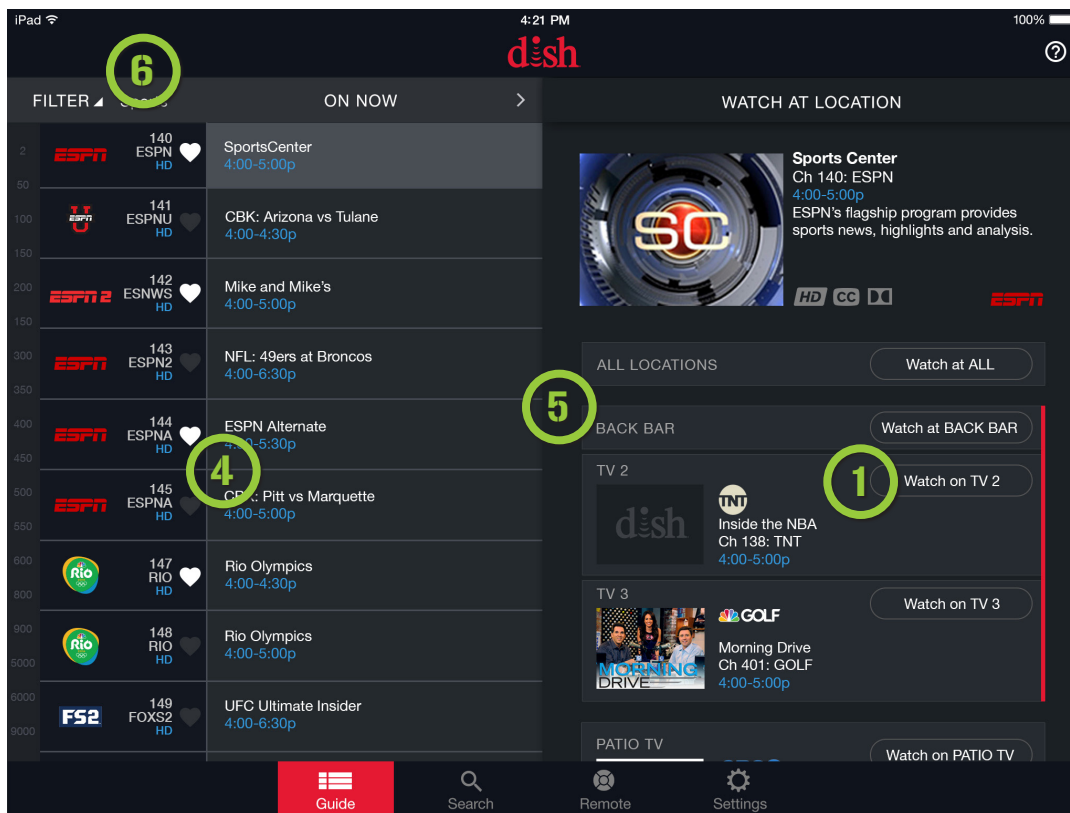 iPad
4:21 PM
100%
dish
6
FILTER
ON NOW
WATCH AT LOCATION
2
50
100
150
200
150
300
350
400
450
500
550
600
800
900
5000
6000
9000
ESPN
140
ESPN
HD
SportsCenter
4:00-5:00p
ESPN
U
141
ESPNU
HD
CBK: Arizona vs Tulane
4:00-4:30p
ESPN 2
142
ESNWS
HD
Mike and Mike's
4:00-5:00p
ESPN
143
ESPN2
HD
NFL: 49ers at Broncos
4:00-6:30p
ESPN
144
ESPNA
HD
ESPN Alternate
4:00-5:30p
4
ESPN
145
ESPNA
HD
CBK: Pitt vs Marquette
4:00-5:00p
Rio
147
RIO
HD
Rio Olympics
4:00-4:30p
Rio
148
RIO
HD
Rio Olympics
4:00-5:00p
FS2
149
FOXS2
HD
UFC Ultimate Insider
4:00-6:30p
SC
Sports Center
Ch 140: ESPN
4:00-5:00p
ESPN's flagship program provides
sports news, highlights and analysis.
HD CC
ESPN
ALL LOCATIONS
Watch at ALL
5
BACK BAR
Watch at BACK BAR
TV 2
1
Watch on TV 2
dish
TNT
Inside the NBA
Ch 138: TNT
4:00-5:00p
TV 3
Watch on TV 3
MORNING
DRIVE
GOLF
Morning Drive
Ch 401: GOLF
4:00-5:00p
PATIO TV
Watch on PATIO TV
Guide
Search
Remote
Settings